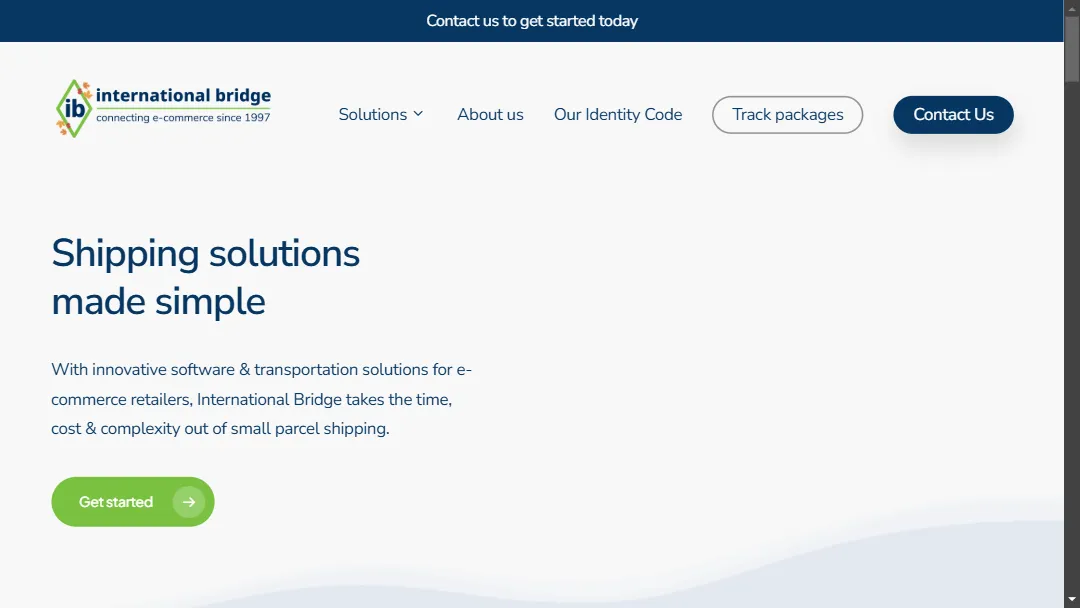 Contact us to get started today
ib
international bridge
connecting e-commerce since 1997
Solutions
About us
Our Identity Code
Track packages
Contact Us
Shipping solutions
made simple
With innovative software & transportation solutions for e-
commerce retailers, International Bridge takes the time,
cost & complexity out of small parcel shipping.
Get started